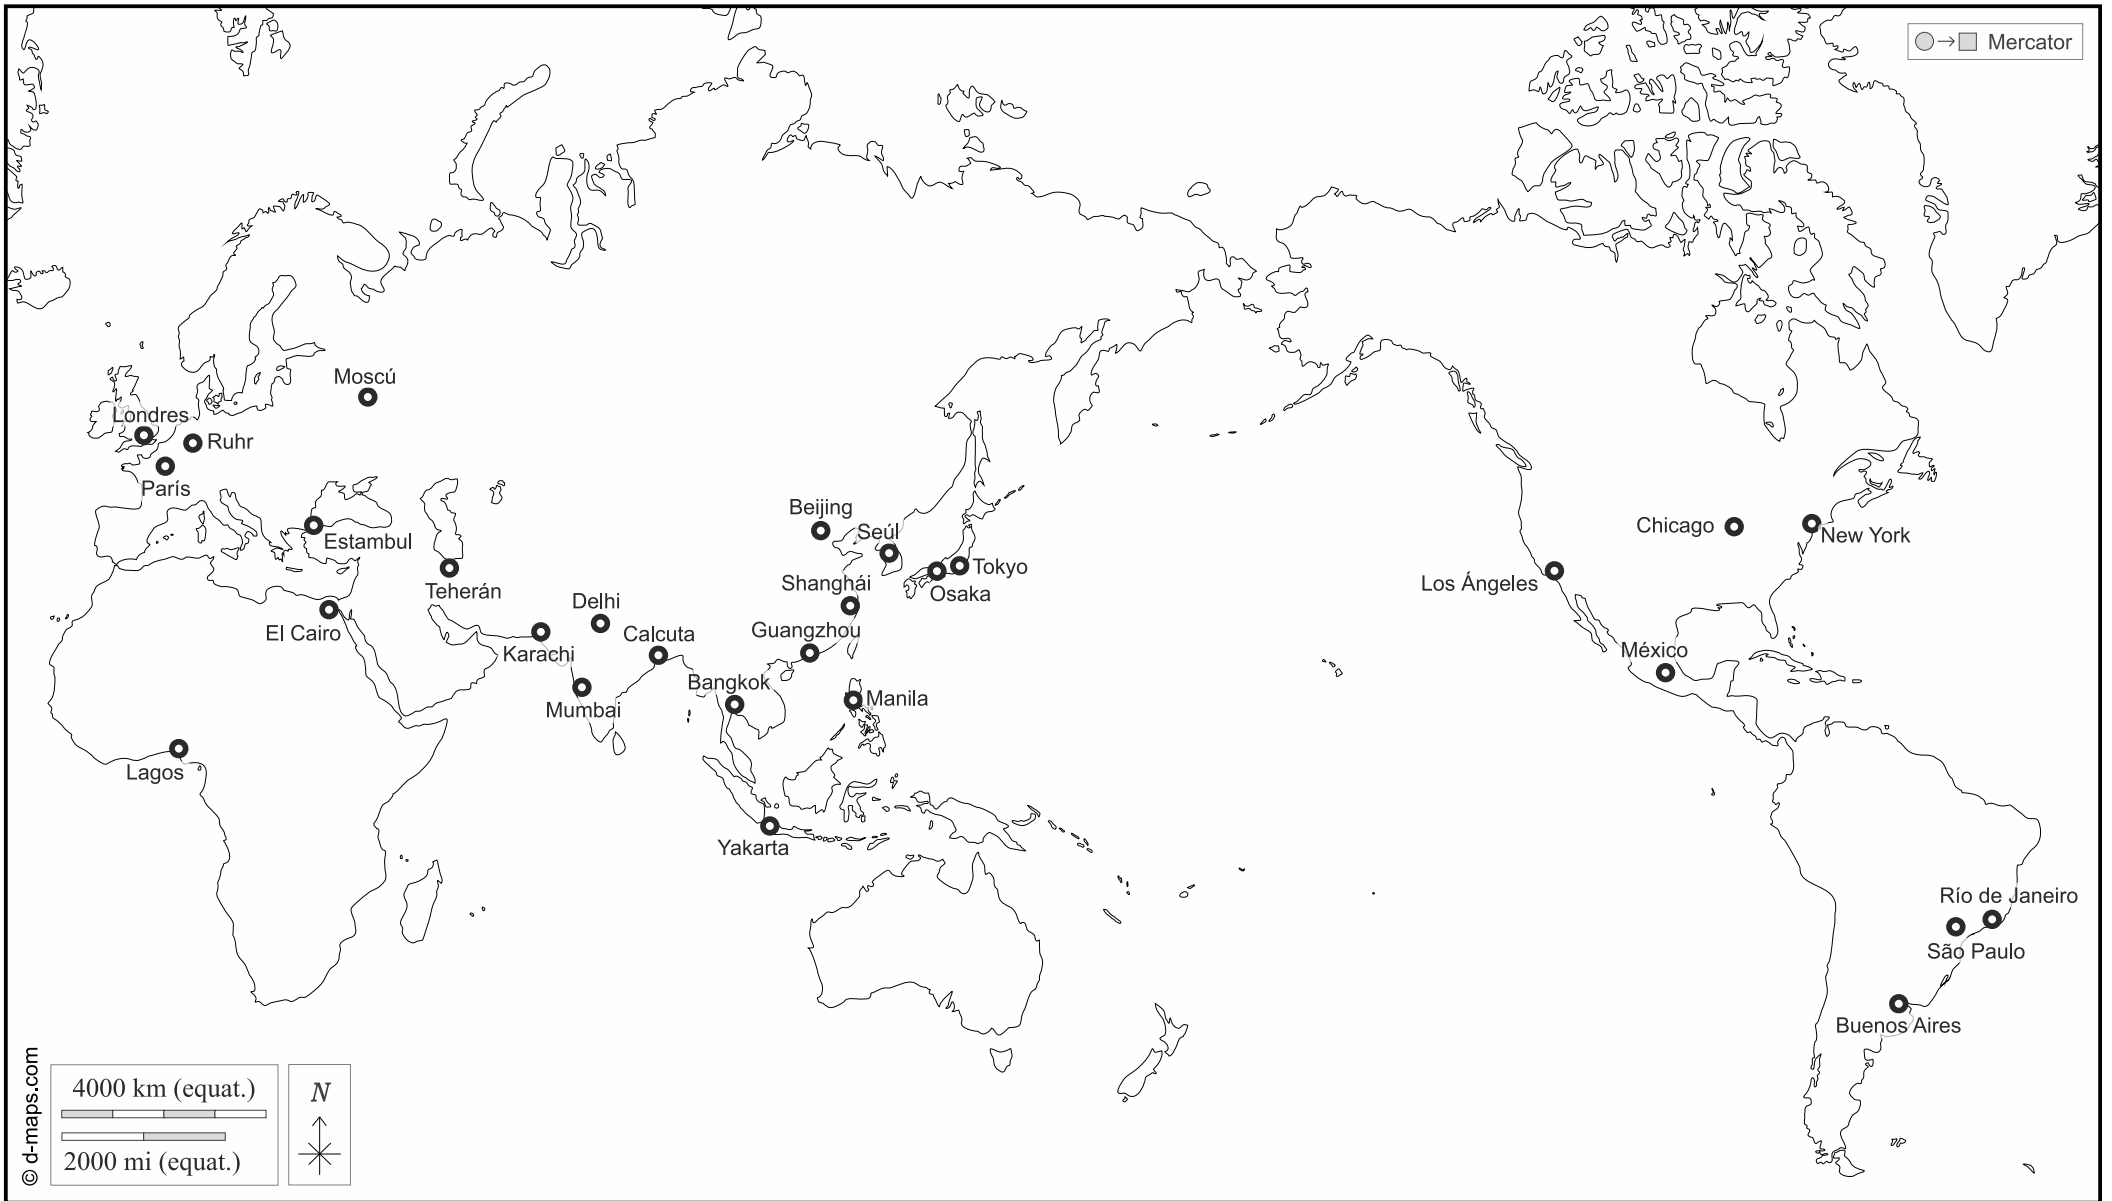 Mercator
Moscú
Londres
Ruhr
París
Estambul
Teherán
El Cairo
Lagos
Karachi
Delhi
Mumbai
Calcuta
Bangkok
Beijing
Seúl
Tokyo
Osaka
Shanghái
Guangzhou
Manila
Yakarta
Chicago
New York
Los Ángeles
México
Río de Janeiro
São Paulo
Buenos Aires
4000 km (equat.)
2000 mi (equat.)
N
© d-maps.com